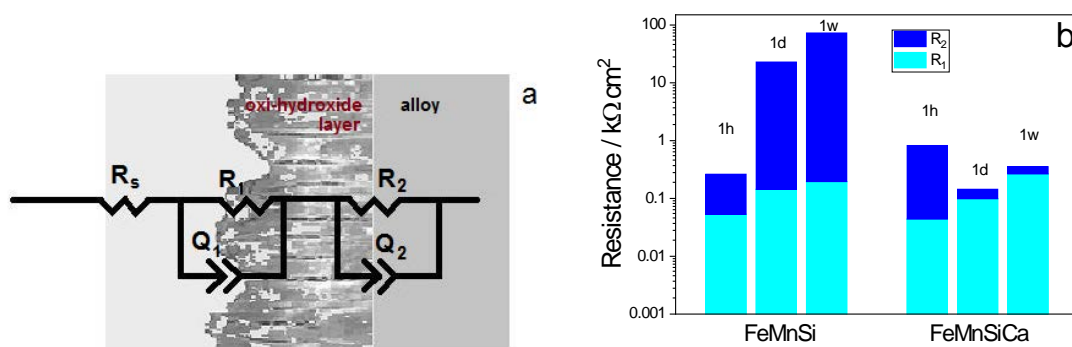 a
oxi-hydroxide
layer
alloy
Rs
R1
R2
Q1
Q2
b
Resistance / kΩ cm2
100
10
1
0.1
0.01
0.001
1h
1d
1w
1h
1d
1w
R2
R1
FeMnSi
FeMnSiCa